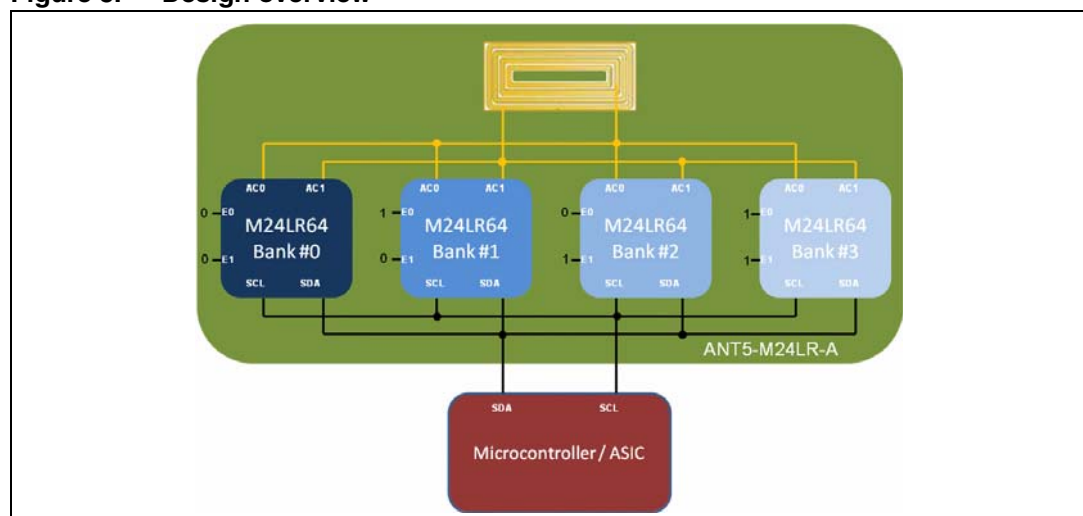 Figure 3. Design overview
AC0 AC1 AC0 AC1 AC0 AC1 AC0 AC1
0 E0 1 E0 0 E0 1 E0
M24LR64 M24LR64 M24LR64 M24LR64
Bank #0 Bank #1 Bank #2 Bank #3
0 E1 0 E1 1 E1 1 E1
SCL SDA SCL SDA SCL SDA SCL SDA
ANT5-M24LR-A
SDA SCL
Microcontroller / ASIC